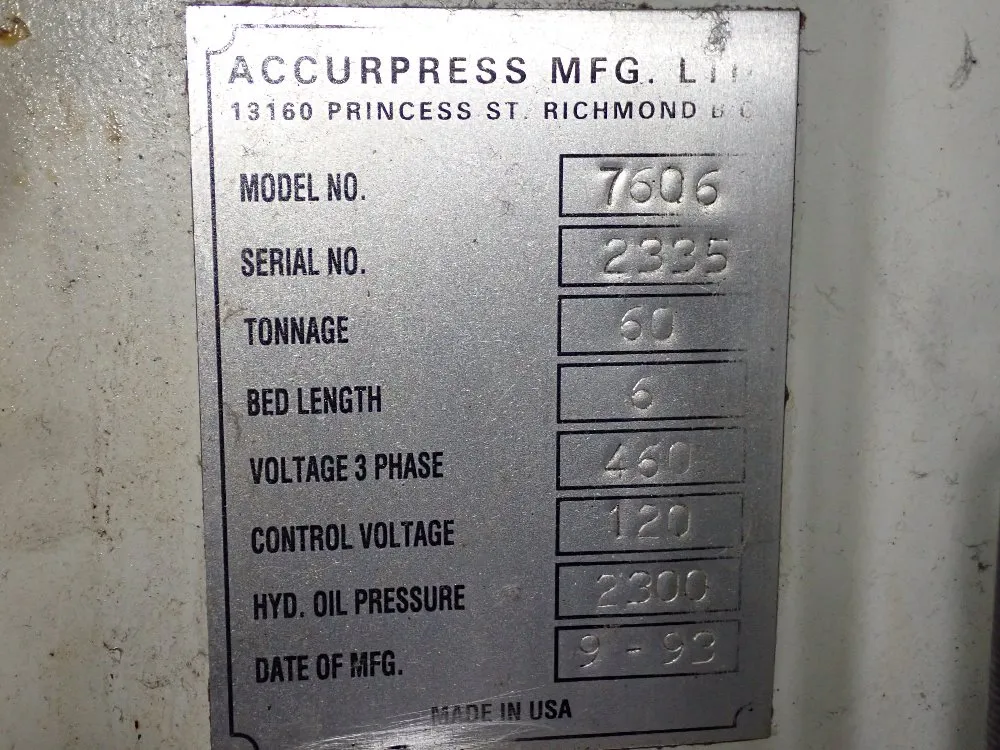 ACCURPRESS MFG. LTD
13160 PRINCESS ST. RICHMOND B C
MODEL NO. 7606
SERIAL NO. 2335
TONNAGE 60
BED LENGTH 6
VOLTAGE 3 PHASE 460
CONTROL VOLTAGE 120
HYD. OIL PRESSURE 2300
DATE OF MFG. 9-93
MADE IN USA